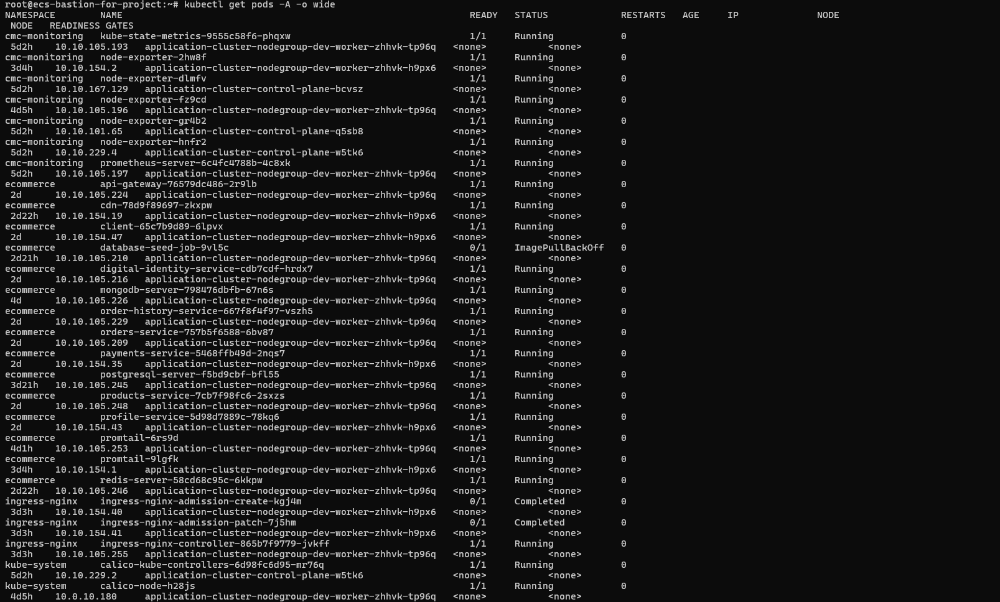 root@ecs-bastion-for-project:~# kubectl get pods -A -o wide
NAMESPACE        NAME                                                              READY   STATUS             RESTARTS   AGE     IP              NODE
 NODE   READINESS GATES
cmc-monitoring   kube-state-metrics-9555c58f6-phqxw                                1/1     Running            0
 5d2h    10.10.105.193   application-cluster-nodegroup-dev-worker-zhhvk-tp96q   <none>           <none>
cmc-monitoring   node-exporter-2hw8f                                               1/1     Running            0
 3d4h    10.10.154.2     application-cluster-nodegroup-dev-worker-zhhvk-h9px6   <none>           <none>
cmc-monitoring   node-exporter-dlmfv                                               1/1     Running            0
 5d2h    10.10.167.129   application-cluster-control-plane-bcvsz                <none>           <none>
cmc-monitoring   node-exporter-fz9cd                                               1/1     Running            0
 4d5h    10.10.105.196   application-cluster-nodegroup-dev-worker-zhhvk-tp96q   <none>           <none>
cmc-monitoring   node-exporter-gr4b2                                               1/1     Running            0
 5d2h    10.10.101.65    application-cluster-control-plane-q5sb8                <none>           <none>
cmc-monitoring   node-exporter-hnfr2                                               1/1     Running            0
 5d2h    10.10.229.4     application-cluster-control-plane-w5tk6                <none>           <none>
cmc-monitoring   prometheus-server-6c4fc4788b-4c8xk                                1/1     Running            0
 5d2h    10.10.105.197   application-cluster-nodegroup-dev-worker-zhhvk-tp96q   <none>           <none>
ecommerce        api-gateway-76579dc486-2r9lb                                      1/1     Running            0
 2d      10.10.105.224   application-cluster-nodegroup-dev-worker-zhhvk-tp96q   <none>           <none>
ecommerce        cdn-78d9f89697-zkxpw                                              1/1     Running            0
 2d22h   10.10.154.19    application-cluster-nodegroup-dev-worker-zhhvk-h9px6   <none>           <none>
ecommerce        client-65c7b9d89-6lpvx                                            1/1     Running            0
 2d      10.10.154.47    application-cluster-nodegroup-dev-worker-zhhvk-h9px6   <none>           <none>
ecommerce        database-seed-job-9vl5c                                           0/1     ImagePullBackOff   0
 2d21h   10.10.105.210   application-cluster-nodegroup-dev-worker-zhhvk-tp96q   <none>           <none>
ecommerce        digital-identity-service-cdb7cdf-hrdx7                            1/1     Running            0
 2d      10.10.105.216   application-cluster-nodegroup-dev-worker-zhhvk-tp96q   <none>           <none>
ecommerce        mongodb-server-798476dbfb-67n6s                                   1/1     Running            0
 4d      10.10.105.226   application-cluster-nodegroup-dev-worker-zhhvk-tp96q   <none>           <none>
ecommerce        order-history-service-667f8f4f97-vszh5                            1/1     Running            0
 2d      10.10.105.229   application-cluster-nodegroup-dev-worker-zhhvk-tp96q   <none>           <none>
ecommerce        orders-service-757b5f6588-6bv87                                   1/1     Running            0
 2d      10.10.105.209   application-cluster-nodegroup-dev-worker-zhhvk-tp96q   <none>           <none>
ecommerce        payments-service-5468ffb49d-2nqs7                                 1/1     Running            0
 2d      10.10.154.35    application-cluster-nodegroup-dev-worker-zhhvk-h9px6   <none>           <none>
ecommerce        postgresql-server-f5bd9cbf-bfl55                                  1/1     Running            0
 3d21h   10.10.105.245   application-cluster-nodegroup-dev-worker-zhhvk-tp96q   <none>           <none>
ecommerce        products-service-7cb7f98fc6-2sxzs                                 1/1     Running            0
 2d      10.10.105.248   application-cluster-nodegroup-dev-worker-zhhvk-tp96q   <none>           <none>
ecommerce        profile-service-5d98d7889c-78kq6                                  1/1     Running            0
 2d      10.10.154.43    application-cluster-nodegroup-dev-worker-zhhvk-h9px6   <none>           <none>
ecommerce        promtail-6rs9d                                                    1/1     Running            0
 4d1h    10.10.105.253   application-cluster-nodegroup-dev-worker-zhhvk-tp96q   <none>           <none>
ecommerce        promtail-9lgfk                                                    1/1     Running            0
 3d4h    10.10.154.1     application-cluster-nodegroup-dev-worker-zhhvk-h9px6   <none>           <none>
ecommerce        redis-server-58cd68c95c-6kkpw                                     1/1     Running            0
 2d22h   10.10.105.246   application-cluster-nodegroup-dev-worker-zhhvk-tp96q   <none>           <none>
ingress-nginx    ingress-nginx-admission-create-kgj4m                              0/1     Completed          0
 3d3h    10.10.154.40    application-cluster-nodegroup-dev-worker-zhhvk-h9px6   <none>           <none>
ingress-nginx    ingress-nginx-admission-patch-7j5hm                               0/1     Completed          0
 3d3h    10.10.154.41    application-cluster-nodegroup-dev-worker-zhhvk-h9px6   <none>           <none>
ingress-nginx    ingress-nginx-controller-865b7f9779-jvkff                         1/1     Running            0
 3d3h    10.10.105.255   application-cluster-nodegroup-dev-worker-zhhvk-tp96q   <none>           <none>
kube-system      calico-kube-controllers-6d98fc6d95-mr76q                          1/1     Running            0
 5d2h    10.10.229.2     application-cluster-control-plane-w5tk6                <none>           <none>
kube-system      calico-node-h28js                                                 1/1     Running            0
 4d5h    10.0.10.180     application-cluster-nodegroup-dev-worker-zhhvk-tp96q   <none>           <none>